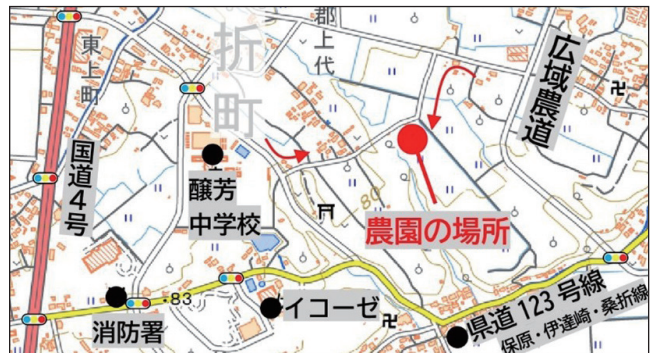 東上町
折町
郡上代
広域農道
国道4号
醸芳
中学校
80
農園の場所
・83
イコーゼ
消防署
県道123号線
保原・伊達崎・桑折線